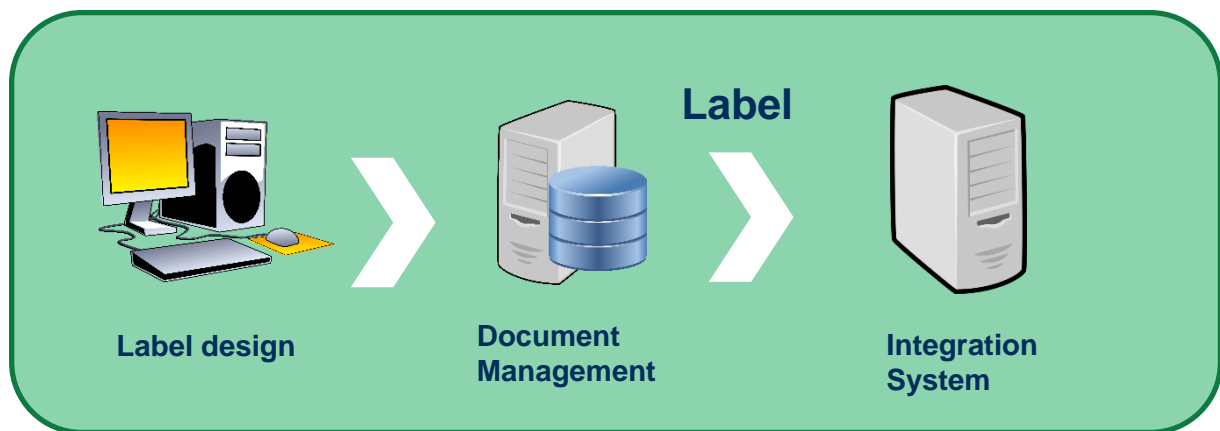 Label
Label design
Document
Management
Integration
System